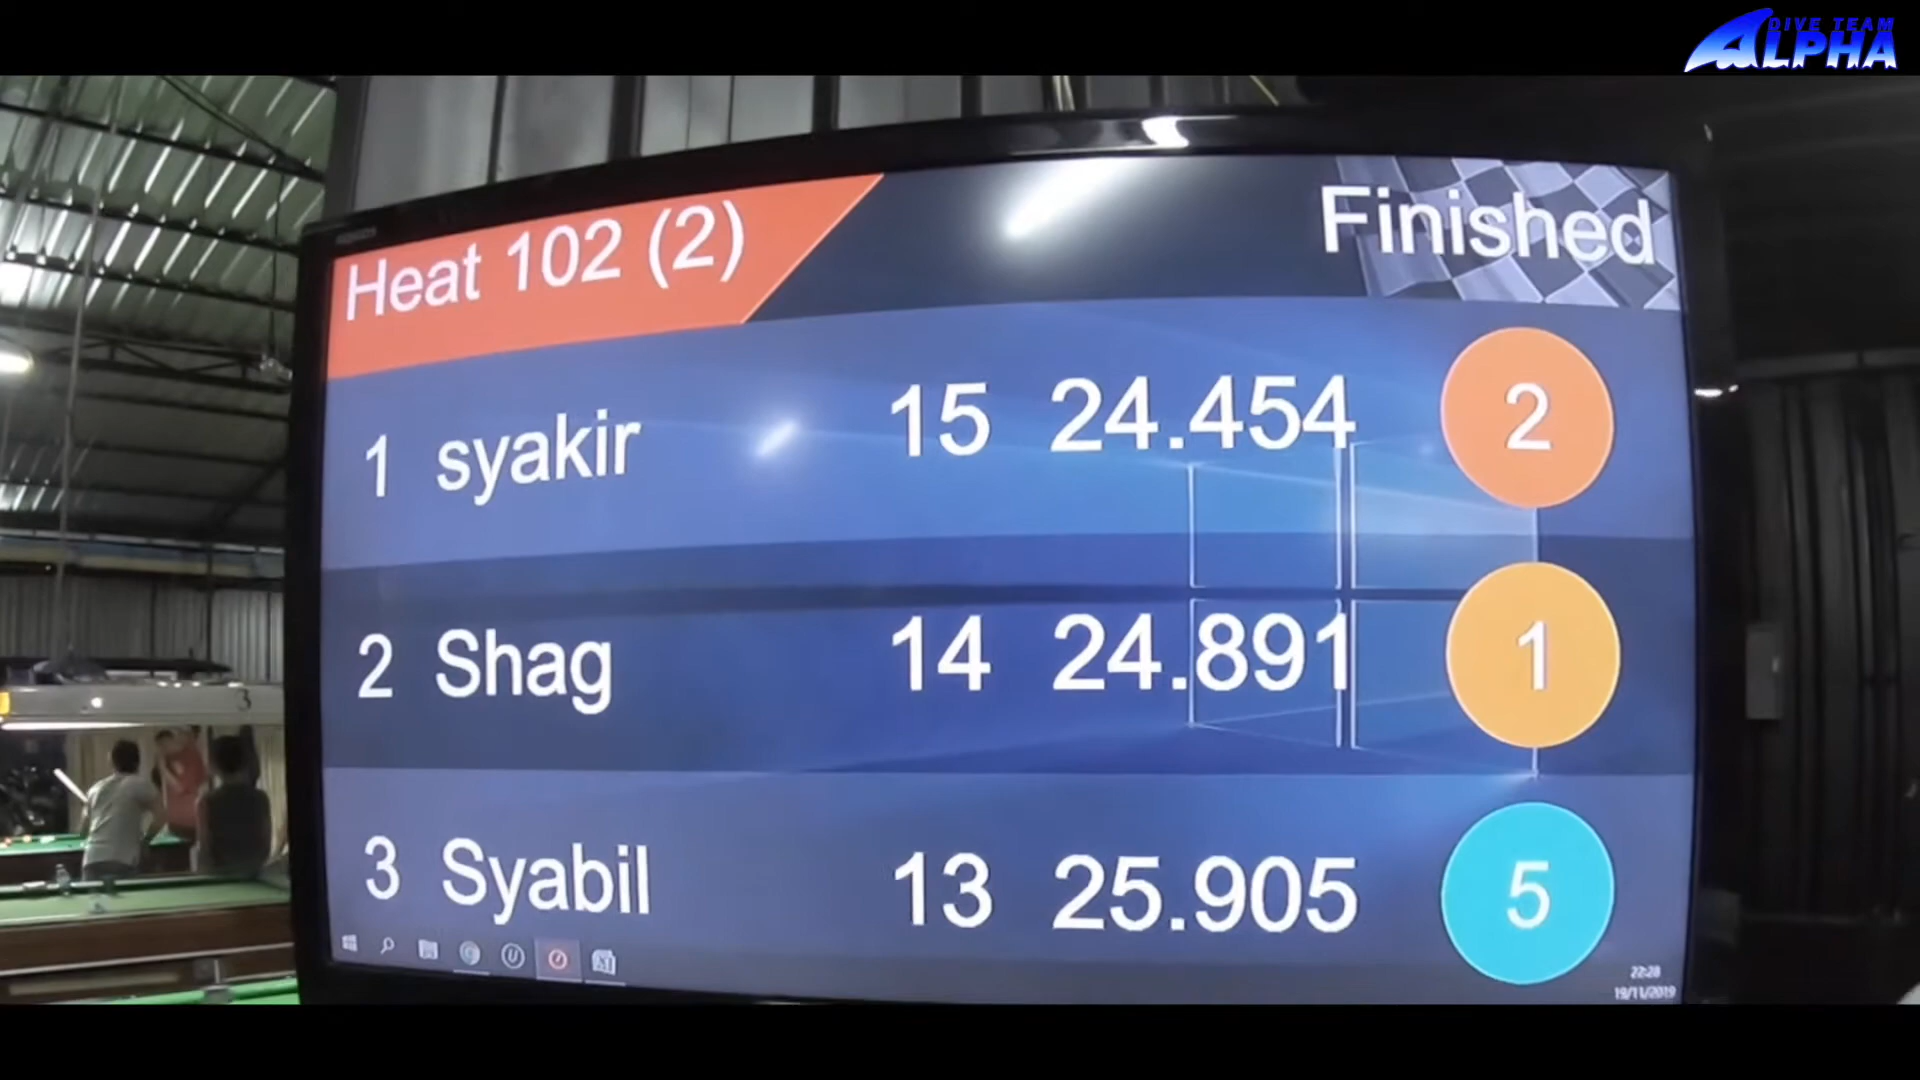 DIVE TEAM
ALPHA
Heat 102 (2)
Finished
1 syakir 15 24.454 2
2 Shag 14 24.891 1
3 Syabil 13 25.905 5
22:28
19/11/2019
3